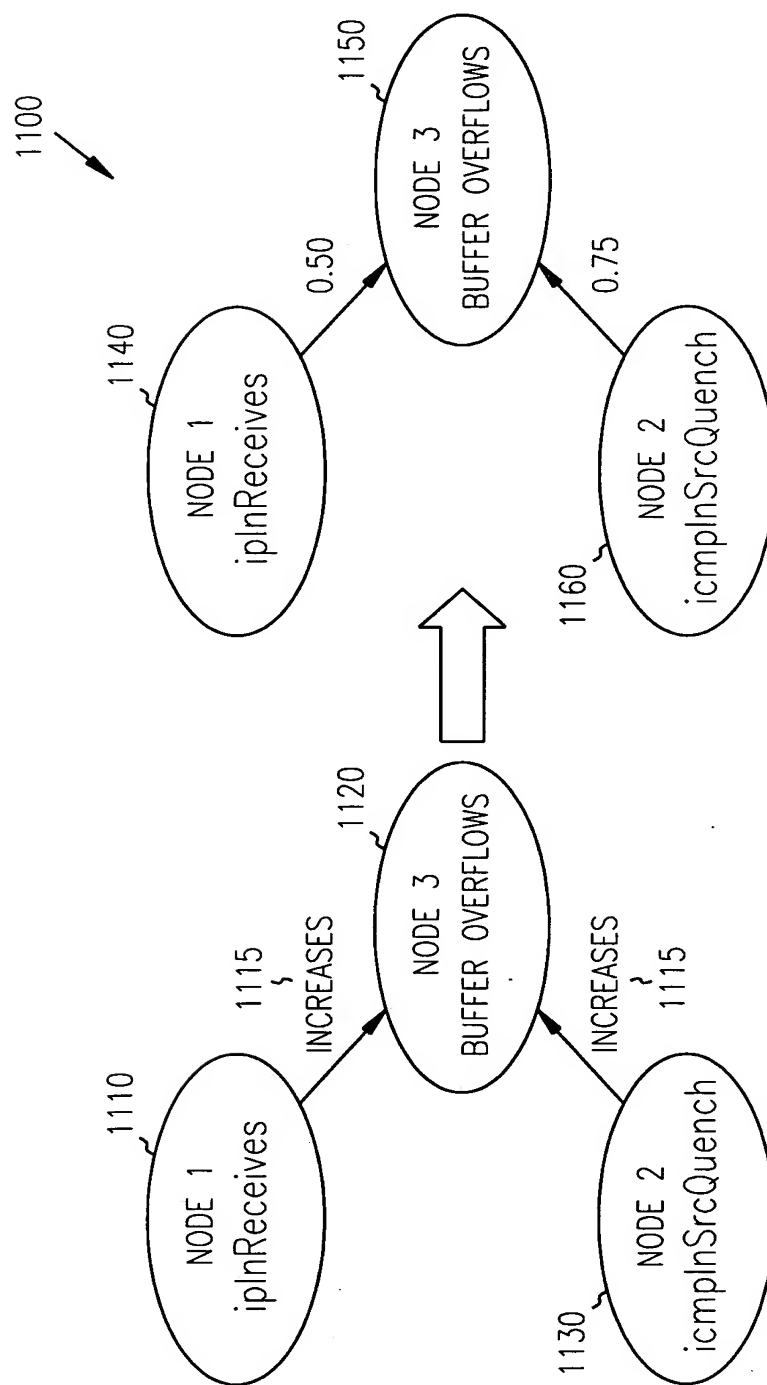 1100
1110
NODE 1
ipInReceives
1115
INCREASES
1120
NODE 3
BUFFER OVERFLOWS
INCREASES
1115
1130
NODE 2
icmpInSrcQuench
1140
NODE 1
ipInReceives
0.50
1150
NODE 3
BUFFER OVERFLOWS
0.75
1160
NODE 2
icmpInSrcQuench